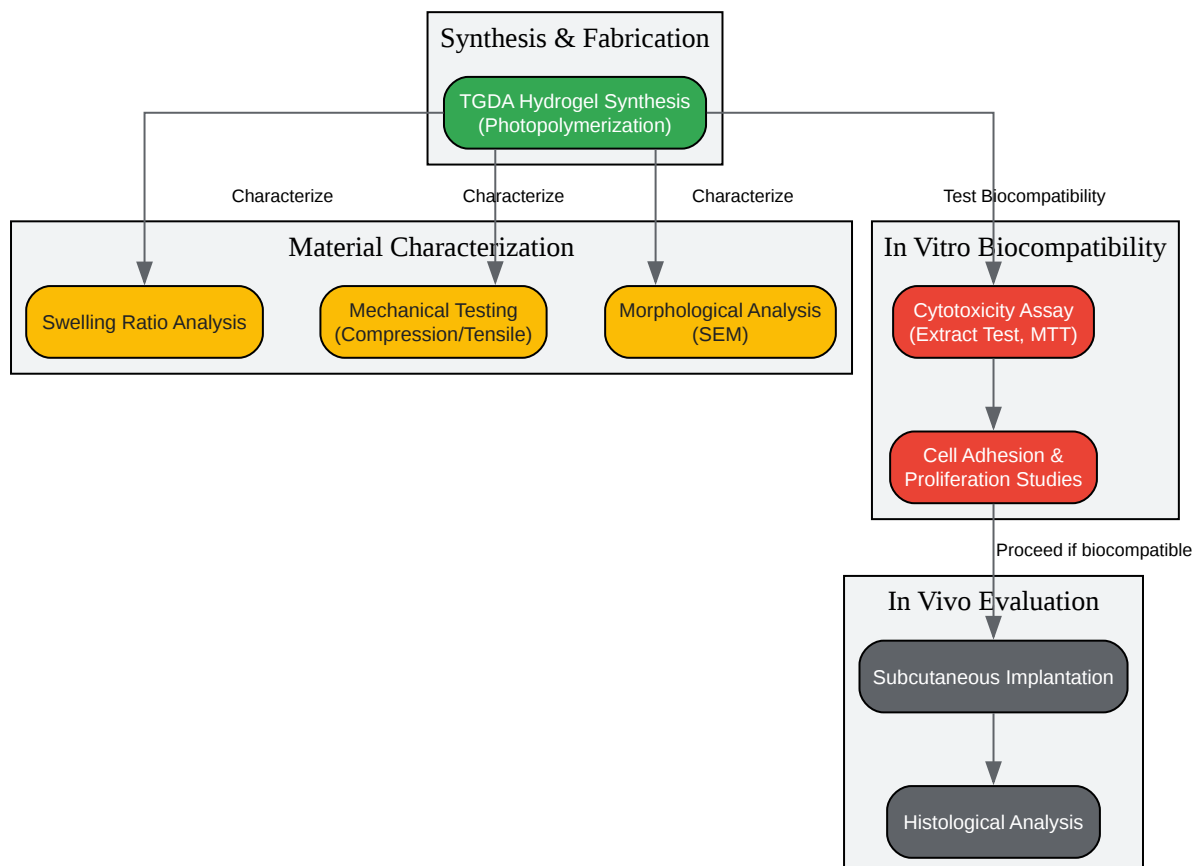 Synthesis & Fabrication
TGDA Hydrogel Synthesis
(Photopolymerization)
Characterize
Characterize
Characterize
Test Biocompatibility
Material Characterization
In Vitro Biocompatibility
Swelling Ratio Analysis
Mechanical Testing
(Compression/Tensile)
Morphological Analysis
(SEM)
Cytotoxicity Assay
(Extract Test, MTT)
Cell Adhesion &
Proliferation Studies
Proceed if biocompatible
In Vivo Evaluation
Subcutaneous Implantation
Histological Analysis